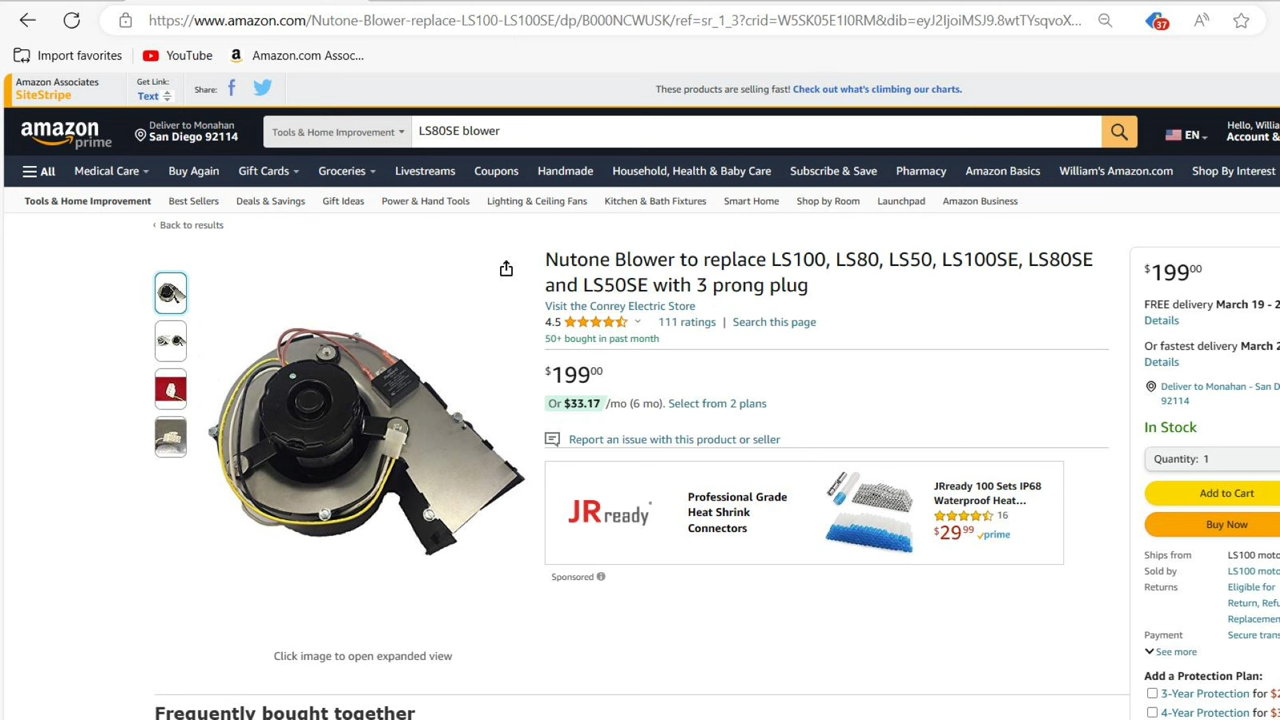 https://www.amazon.com/Nutone-Blower-replace-LS100-LS100SE/dp/B000NCWUSK/ref=sr_1_3?crid=W5SK05E1I0RM&dib=eyJ2IjoiMSJ9.8wtTYsqvoX...
37
Import favorites
YouTube
Amazon.com Assoc...
Amazon Associates
SiteStripe
Get Link:
Text
Share:
These products are selling fast! Check out what's climbing our charts.
amazon
prime
Deliver to Monahan
San Diego 92114
Tools & Home Improvement
LS80SE blower
EN
Hello, Willia
Account &
All
Medical Care
Buy Again
Gift Cards
Groceries
Livestreams
Coupons
Handmade
Household, Health & Baby Care
Subscribe & Save
Pharmacy
Amazon Basics
William's Amazon.com
Shop By Interest
Tools & Home Improvement
Best Sellers
Deals & Savings
Gift Ideas
Power & Hand Tools
Lighting & Ceiling Fans
Kitchen & Bath Fixtures
Smart Home
Shop by Room
Launchpad
Amazon Business
‹ Back to results
Nutone Blower to replace LS100, LS80, LS50, LS100SE, LS80SE
and LS50SE with 3 prong plug
Visit the Conrey Electric Store
4.5
111 ratings | Search this page
50+ bought in past month
$19900
Or $33.17 /mo (6 mo). Select from 2 plans
Report an issue with this product or seller
JRready
Professional Grade
Heat Shrink
Connectors
JRready 100 Sets IP68
Waterproof Heat...
16
$2999 prime
Sponsored
Click image to open expanded view
Frequently bought together
$19900
FREE delivery March 19 - 2
Details
Or fastest delivery March 2
Details
Deliver to Monahan - San D
92114
In Stock
Quantity: 1
Add to Cart
Buy Now
Ships from LS100 moto
Sold by LS100 moto
Returns Eligible for
Return, Refu
Replacemen
Payment Secure trans
See more
Add a Protection Plan:
3-Year Protection for $2
4-Year Protection for $3